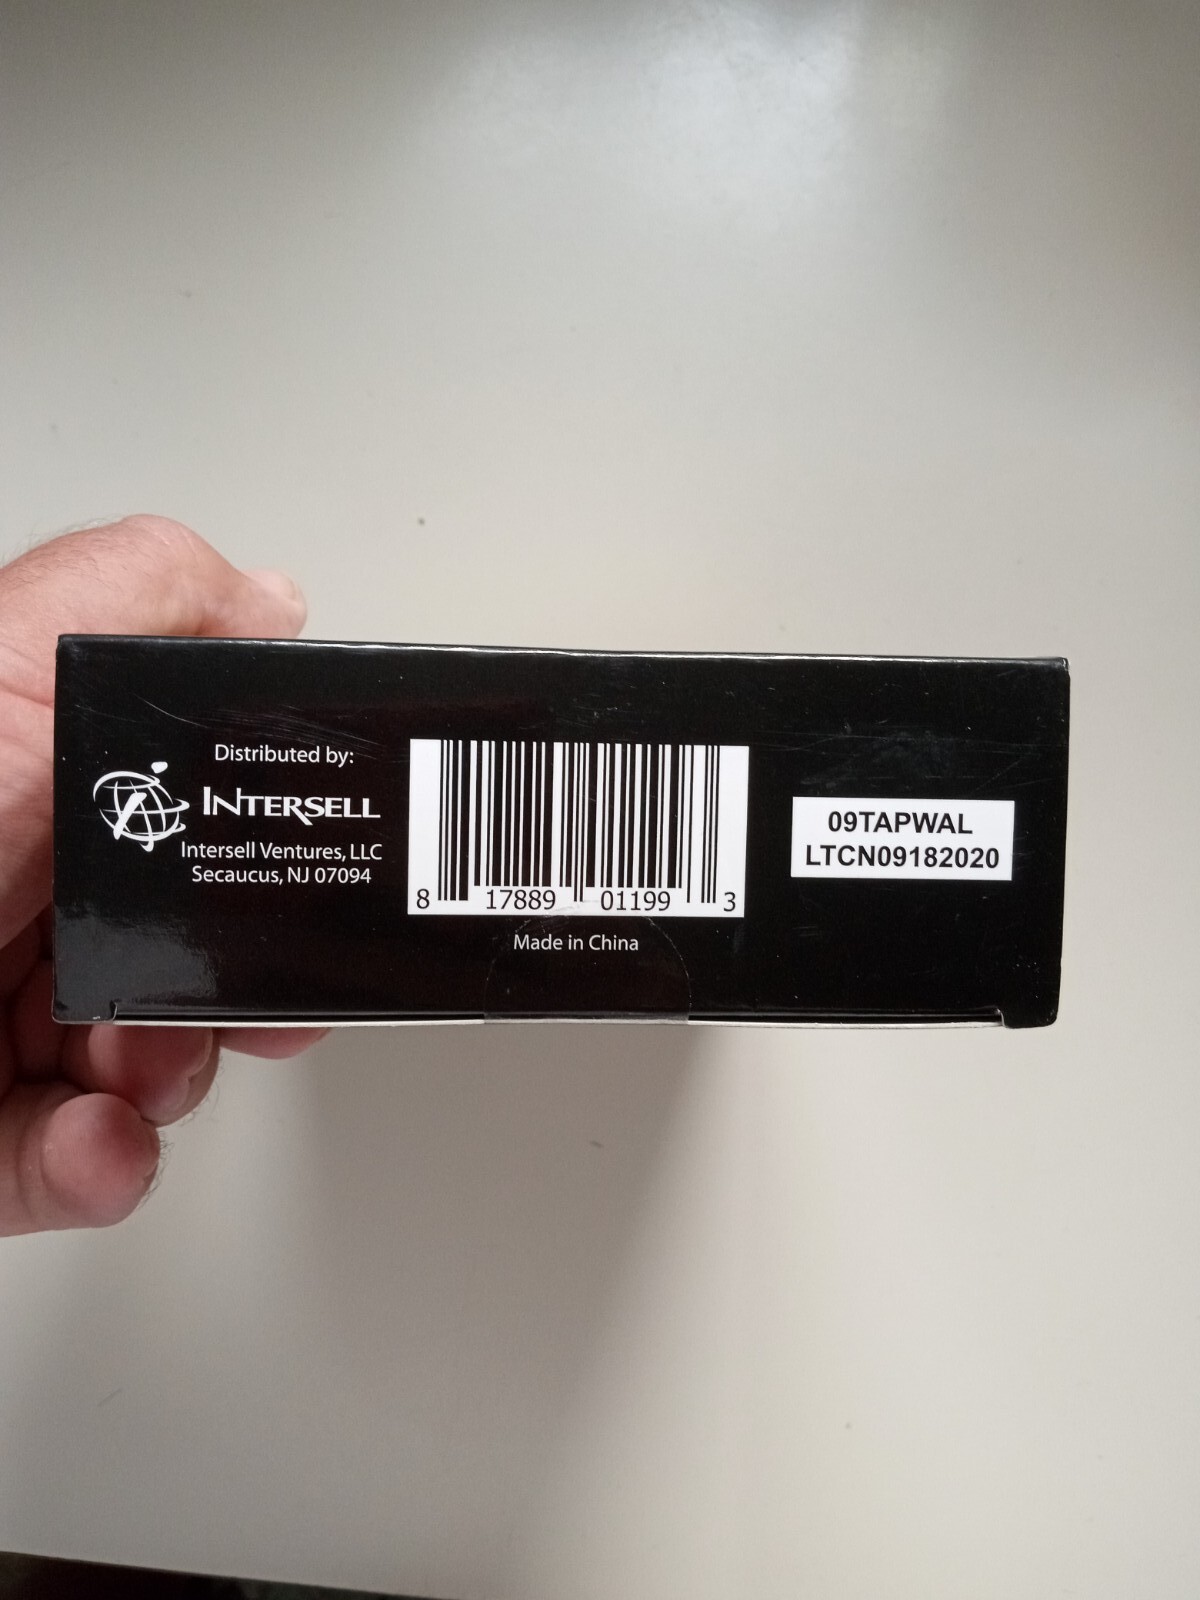 Distributed by:
INTERSELL
Intersell Ventures, LLC
Secaucus, NJ 07094
8 17889 01199 3
Made in China
09TAPWAL
LTCN09182020